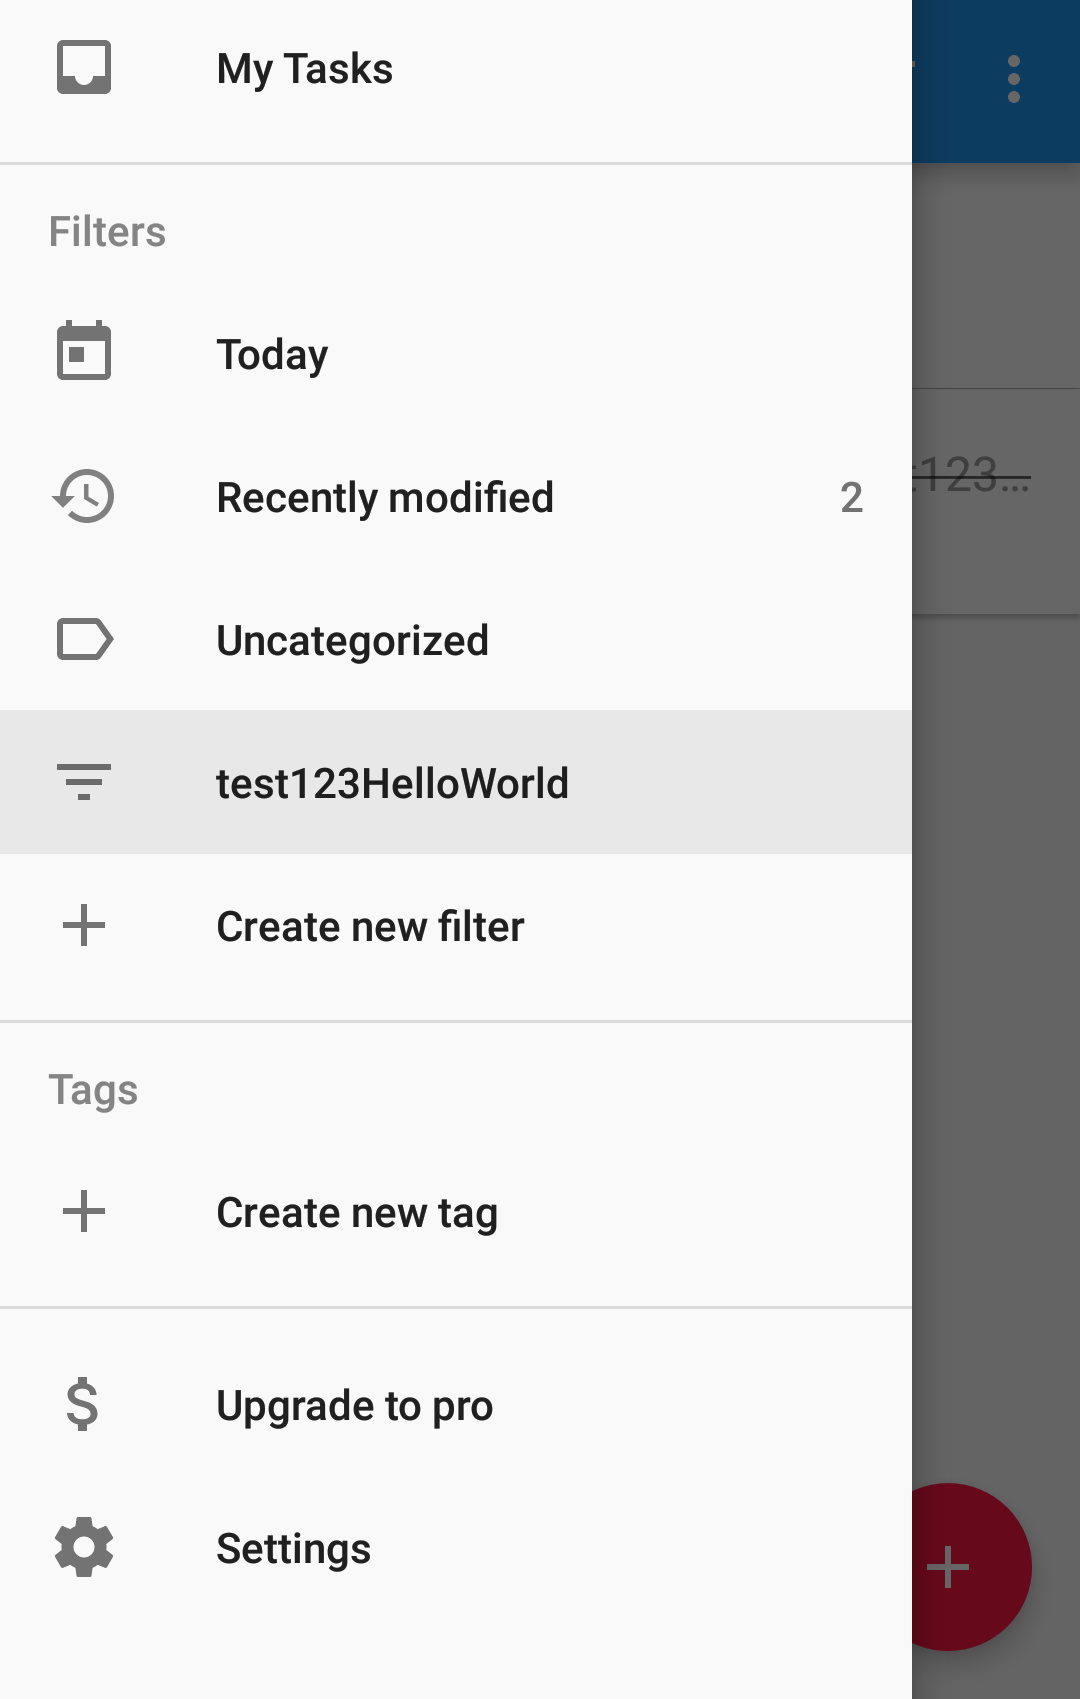 My Tasks
Filters
Today
Recently modified 2
Uncategorized
test123HelloWorld
Create new filter
Tags
Create new tag
Upgrade to pro
Settings
123...